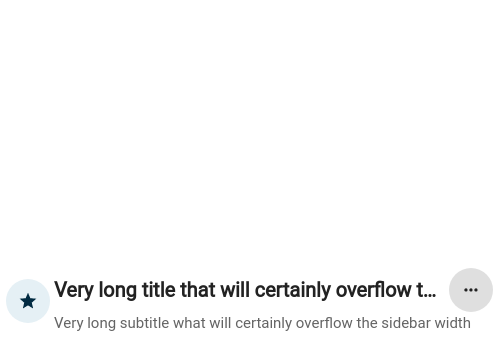 Very long title that will certainly overflow t...
Very long subtitle what will certainly overflow the sidebar width